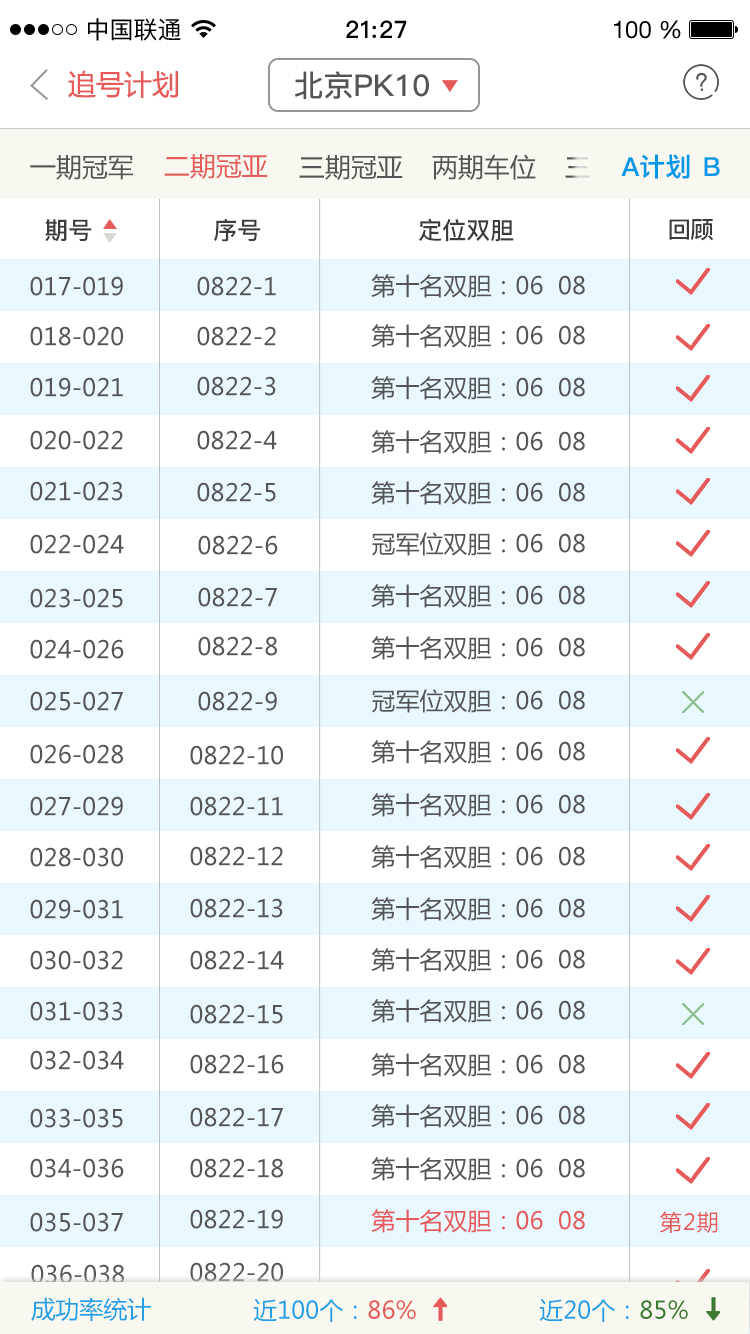 中国联通 21:27 100 %
追号计划 北京PK10 ?
一期冠军 二期冠亚 三期冠亚 两期车位 A计划 B
期号 序号 定位双胆 回顾
017-019 0822-1 第十名双胆：06 08
018-020 0822-2 第十名双胆：06 08
019-021 0822-3 第十名双胆：06 08
020-022 0822-4 第十名双胆：06 08
021-023 0822-5 第十名双胆：06 08
022-024 0822-6 冠军位双胆：06 08
023-025 0822-7 第十名双胆：06 08
024-026 0822-8 第十名双胆：06 08
025-027 0822-9 冠军位双胆：06 08
026-028 0822-10 第十名双胆：06 08
027-029 0822-11 第十名双胆：06 08
028-030 0822-12 第十名双胆：06 08
029-031 0822-13 第十名双胆：06 08
030-032 0822-14 第十名双胆：06 08
031-033 0822-15 第十名双胆：06 08
032-034 0822-16 第十名双胆：06 08
033-035 0822-17 第十名双胆：06 08
034-036 0822-18 第十名双胆：06 08
035-037 0822-19 第十名双胆：06 08 第2期
036-038 0822-20
成功率统计 近100个：86% 近20个：85%